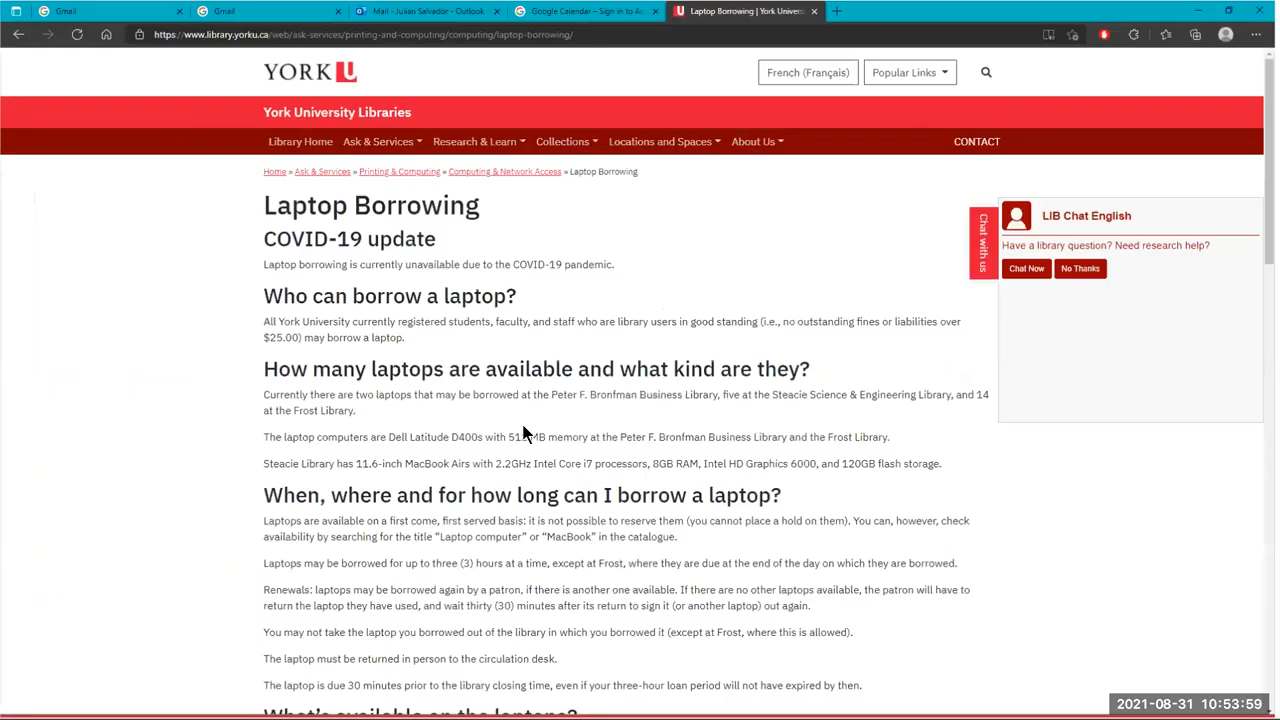 Gmail
Gmail
Mail - Julian Salvador - Outlook
Google Calendar – Sign in to Ac
Laptop Borrowing | York Univers
https://www.library.yorku.ca/web/ask-services/printing-and-computing/computing/laptop-borrowing/
YORK U
French (Français)
Popular Links
York University Libraries
Library Home Ask & Services Research & Learn Collections Locations and Spaces About Us CONTACT
Home » Ask & Services » Printing & Computing » Computing & Network Access » Laptop Borrowing
Laptop Borrowing
COVID-19 update
Laptop borrowing is currently unavailable due to the COVID-19 pandemic.
Who can borrow a laptop?
All York University currently registered students, faculty, and staff who are library users in good standing (i.e., no outstanding fines or liabilities over
$25.00) may borrow a laptop.
How many laptops are available and what kind are they?
Currently there are two laptops that may be borrowed at the Peter F. Bronfman Business Library, five at the Steacie Science & Engineering Library, and 14
at the Frost Library.
The laptop computers are Dell Latitude D400s with MB memory at the Peter F. Bronfman Business Library and the Frost Library.
Steacie Library has 11.6-inch MacBook Airs with 2.2GHz Intel Core i7 processors, 8GB RAM, Intel HD Graphics 6000, and 120GB flash storage.
When, where and for how long can I borrow a laptop?
Laptops are available on a first come, first served basis: it is not possible to reserve them (you cannot place a hold on them). You can, however, check
availability by searching for the title "Laptop computer" or "MacBook" in the catalogue.
Laptops may be borrowed for up to three (3) hours at a time, except at Frost, where they are due at the end of the day on which they are borrowed.
Renewals: laptops may be borrowed again by a patron, if there is another one available. If there are no other laptops available, the patron will have to
return the laptop they have used, and wait thirty (30) minutes after its return to sign it (or another laptop) out again.
You may not take the laptop you borrowed out of the library in which you borrowed it (except at Frost, where this is allowed).
The laptop must be returned in person to the circulation desk.
The laptop is due 30 minutes prior to the library closing time, even if your three-hour loan period will not have expired by then.
What's available on the laptops?
Chat with us
LIB Chat English
Have a library question? Need research help?
Chat Now
No Thanks
2021-08-31 10:53:59